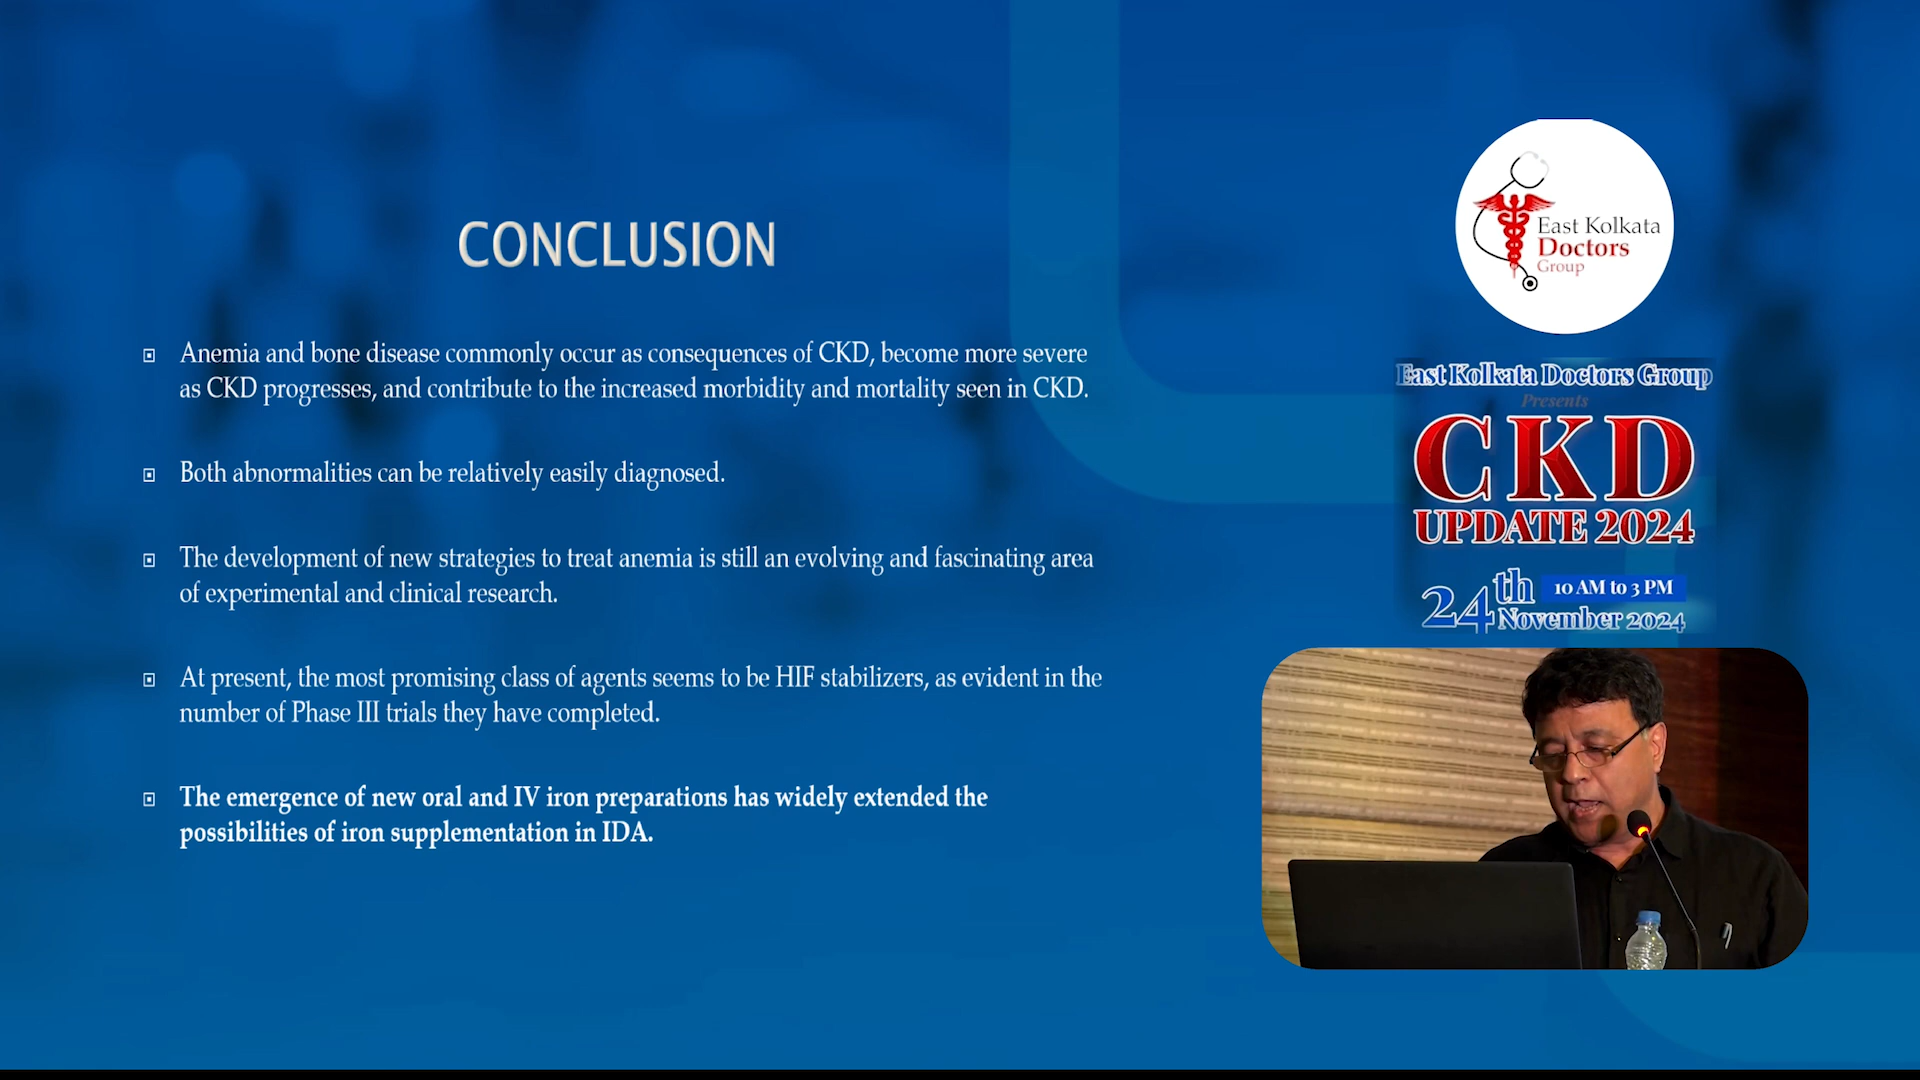 CONCLUSION
Anemia and bone disease commonly occur as consequences of CKD, become more severe
as CKD progresses, and contribute to the increased morbidity and mortality seen in CKD.
Both abnormalities can be relatively easily diagnosed.
The development of new strategies to treat anemia is still an evolving and fascinating area
of experimental and clinical research.
At present, the most promising class of agents seems to be HIF stabilizers, as evident in the
number of Phase III trials they have completed.
The emergence of new oral and IV iron preparations has widely extended the
possibilities of iron supplementation in IDA.
East Kolkata
Doctors
Group
East Kolkata Doctors Group
Presents
CKD
UPDATE 2024
24th
10 AM to 3 PM
November 2024